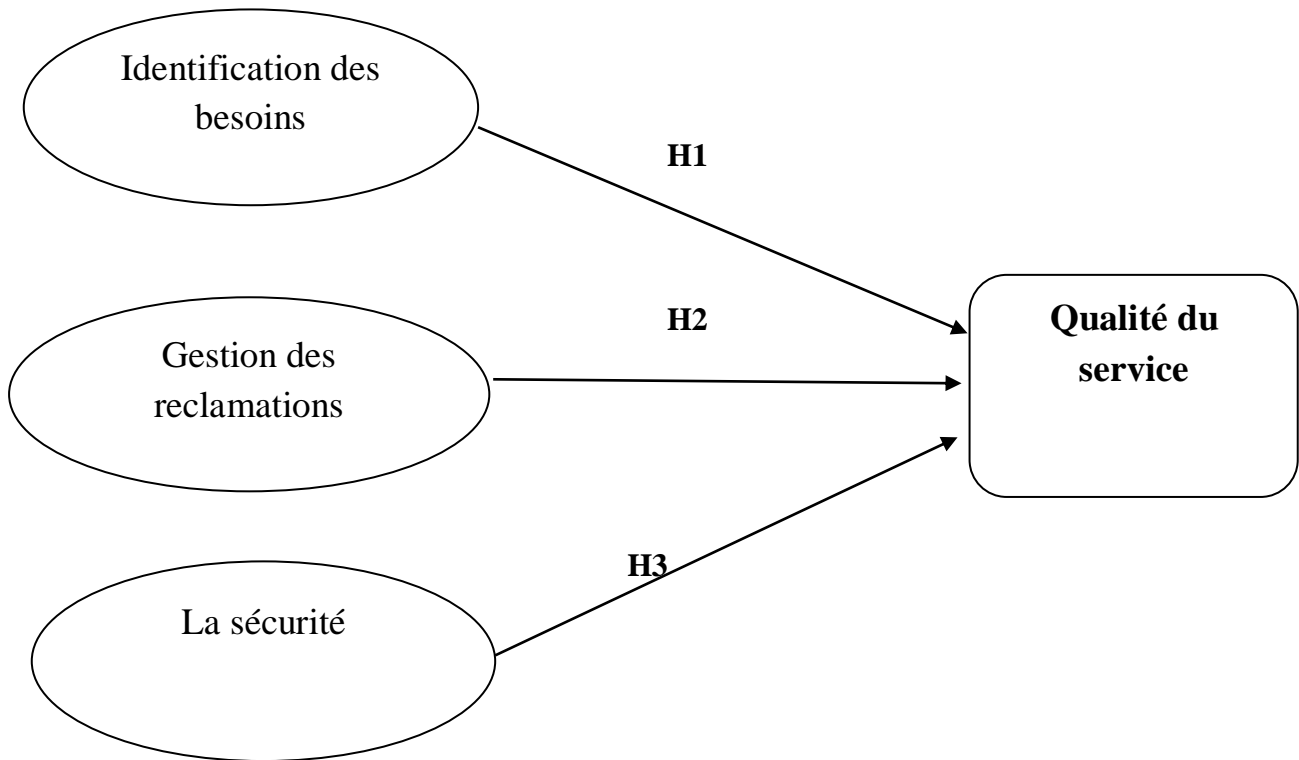 Identification des
besoins
H1
Gestion des
reclamations
H2
Qualité du
service
La sécurité
H3